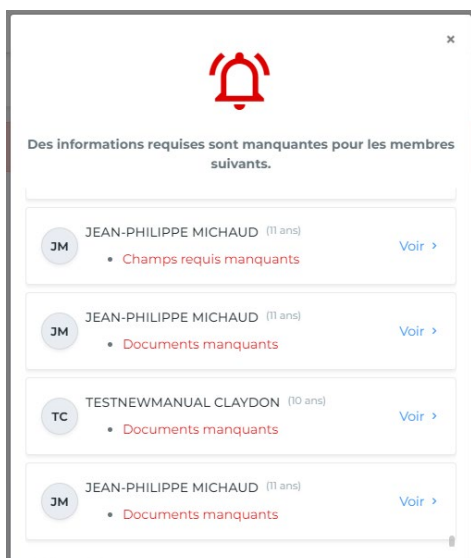 ×
Des informations requises sont manquantes pour les membres
suivants.
JM
JEAN-PHILIPPE MICHAUD (11 ans)
• Champs requis manquants
Voir >
JM
JEAN-PHILIPPE MICHAUD (11 ans)
• Documents manquants
Voir >
TC
TESTNEWMANUAL CLAYDON (10 ans)
• Documents manquants
Voir >
JM
JEAN-PHILIPPE MICHAUD (11 ans)
• Documents manquants
Voir >